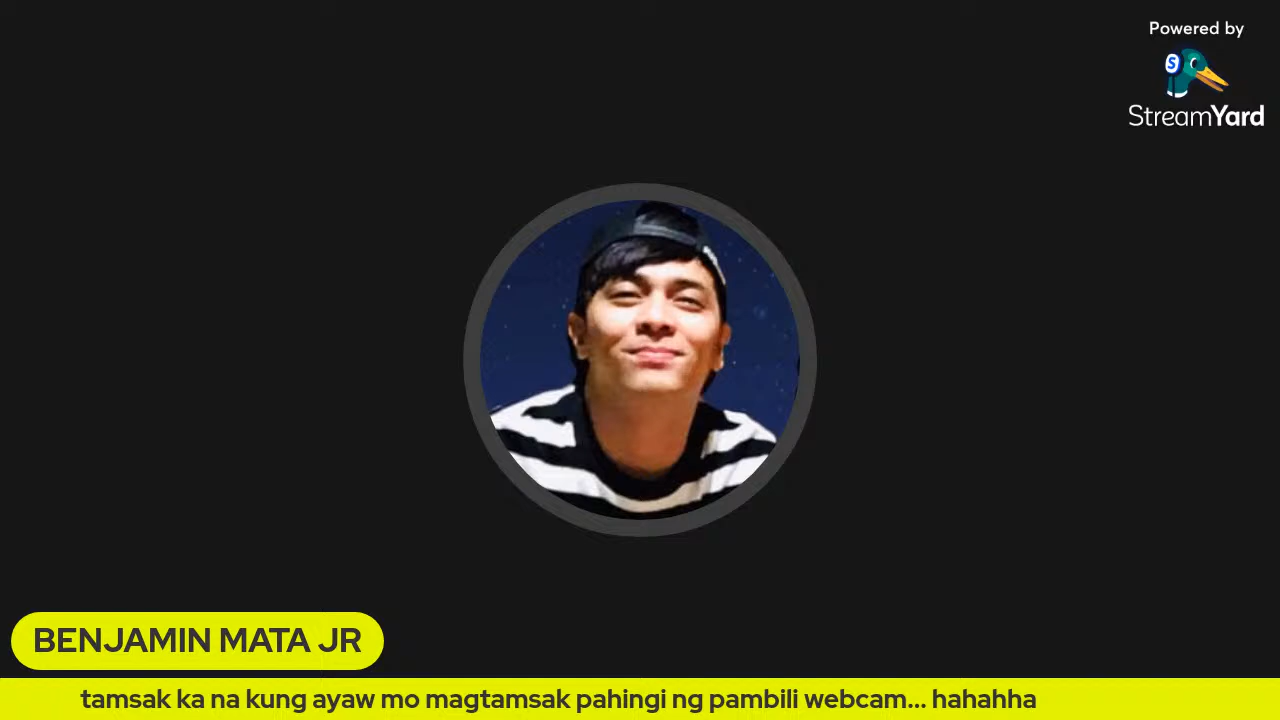 Powered by
S
StreamYard
BENJAMIN MATA JR
tamsak ka na kung ayaw mo magtamsak pahingi ng pambili webcam... hahahha